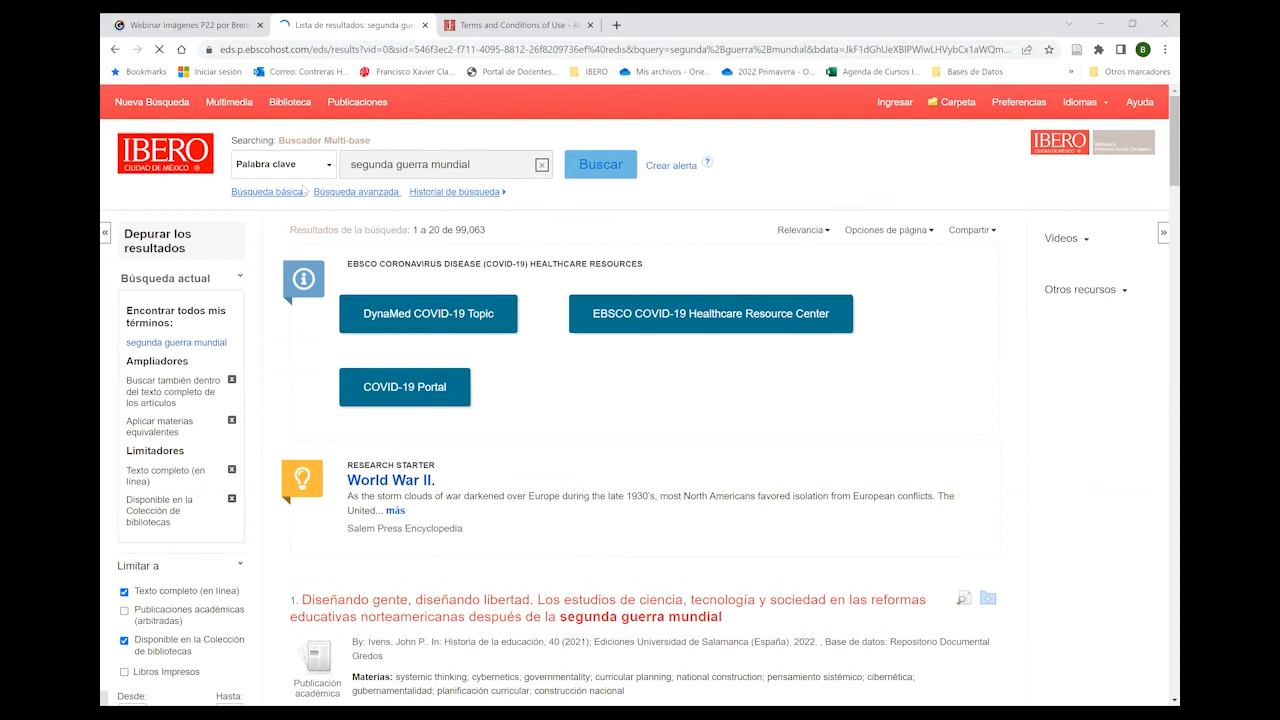 Webinar Imágenes P22 por Bren
Lista de resultados: segunda gue
Terms and Conditions of Use - A
eds.p.ebscohost.com/eds/results?vid=0&sid=546f3ec2-f711-4095-8812-26f8209736ef%40redis&bquery=segunda%2Bguerra%2Bmundial&bdata=JkF1dGhUeXBlPWlwLHVybCx1aWQm...
B
Bookmarks
Iniciar sesión
Correo: Contreras H...
Francisco Xavier Cla...
Portal de Docentes...
IBERO
Mis archivos - One...
2022 Primavera - O...
Agenda de Cursos I...
Bases de Datos
»
Otros marcadores
Nueva Búsqueda Multimedia Biblioteca Publicaciones
Ingresar Carpeta Preferencias Idiomas Ayuda
IBERO
CIUDAD DE MÉXICO ®
Searching: Buscador Multi-base
Palabra clave
segunda guerra mundial
Buscar
Crear alerta
?
Búsqueda básica Búsqueda avanzada Historial de búsqueda
IBERO
CIUDAD DE MÉXICO
«
Depurar los
resultados
Búsqueda actual
Encontrar todos mis
términos:
segunda guerra mundial
Ampliadores
Buscar también dentro
del texto completo de
los artículos
Aplicar materias
equivalentes
Limitadores
Texto completo (en
línea)
Disponible en la
Colección de
bibliotecas
Limitar a
Texto completo (en línea)
Publicaciones académicas
(arbitradas)
Disponible en la Colección
de bibliotecas
Libros Impresos
Desde: Hasta:
Resultados de la búsqueda: 1 a 20 de 99,063
Relevancia Opciones de página Compartir
EBSCO CORONAVIRUS DISEASE (COVID-19) HEALTHCARE RESOURCES
DynaMed COVID-19 Topic
EBSCO COVID-19 Healthcare Resource Center
COVID-19 Portal
RESEARCH STARTER
World War II.
As the storm clouds of war darkened over Europe during the late 1930's, most North Americans favored isolation from European conflicts. The
United... más
Salem Press Encyclopedia
1. Diseñando gente, diseñando libertad. Los estudios de ciencia, tecnología y sociedad en las reformas
educativas norteamericanas después de la segunda guerra mundial
By: Ivens, John P.. In: Historia de la educación, 40 (2021); Ediciones Universidad de Salamanca (España), 2022. , Base de datos: Repositorio Documental
Gredos
Publicación
académica
Materias: systemic thinking; cybernetics; governmentality; curricular planning; national construction; pensamiento sistémico; cibernética;
gubernamentalidad; planificación curricular; construcción nacional
»
Videos
Otros recursos